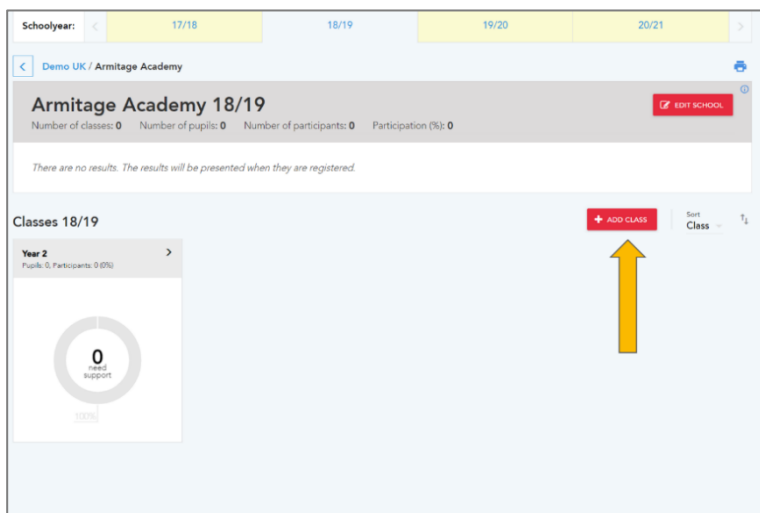 Schoolyear: 17/18 18/19 19/20 20/21
Demo UK / Armitage Academy
Armitage Academy 18/19
EDIT SCHOOL
Number of classes: 0 Number of pupils: 0 Number of participants: 0 Participation (%): 0
There are no results. The results will be presented when they are registered.
Classes 18/19
ADD CLASS
Sort
Class
Year 2
Pupils: 0, Participants: 0 (0%)
0
need
support
100%